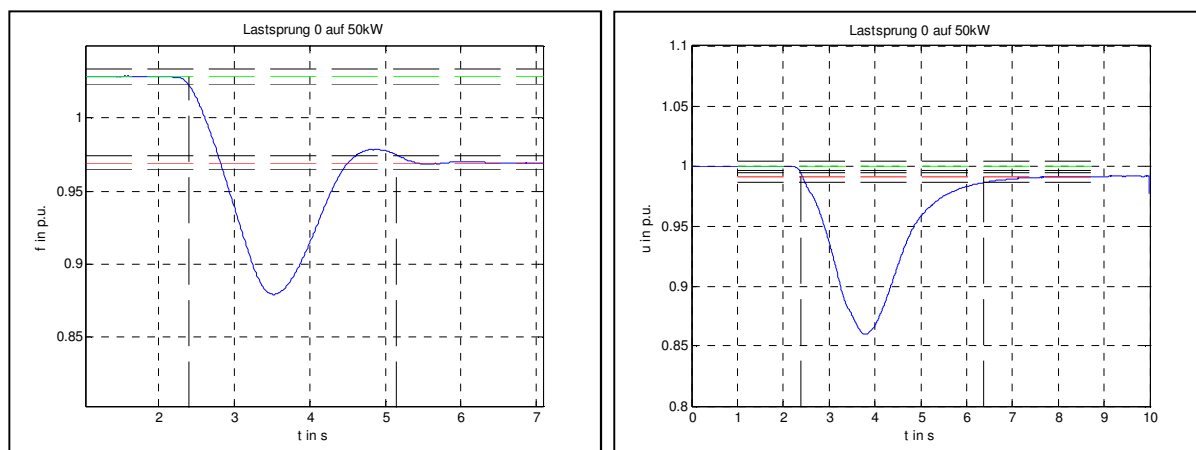 Lastsprung 0 auf 50kW
1
0.95
0.9
0.85
f in p.u.
2 3 4 5 6 7
t in s
Lastsprung 0 auf 50kW
1.1
1.05
1
0.95
0.9
0.85
0.8
u in p.u.
0 1 2 3 4 5 6 7 8 9 10
t in s